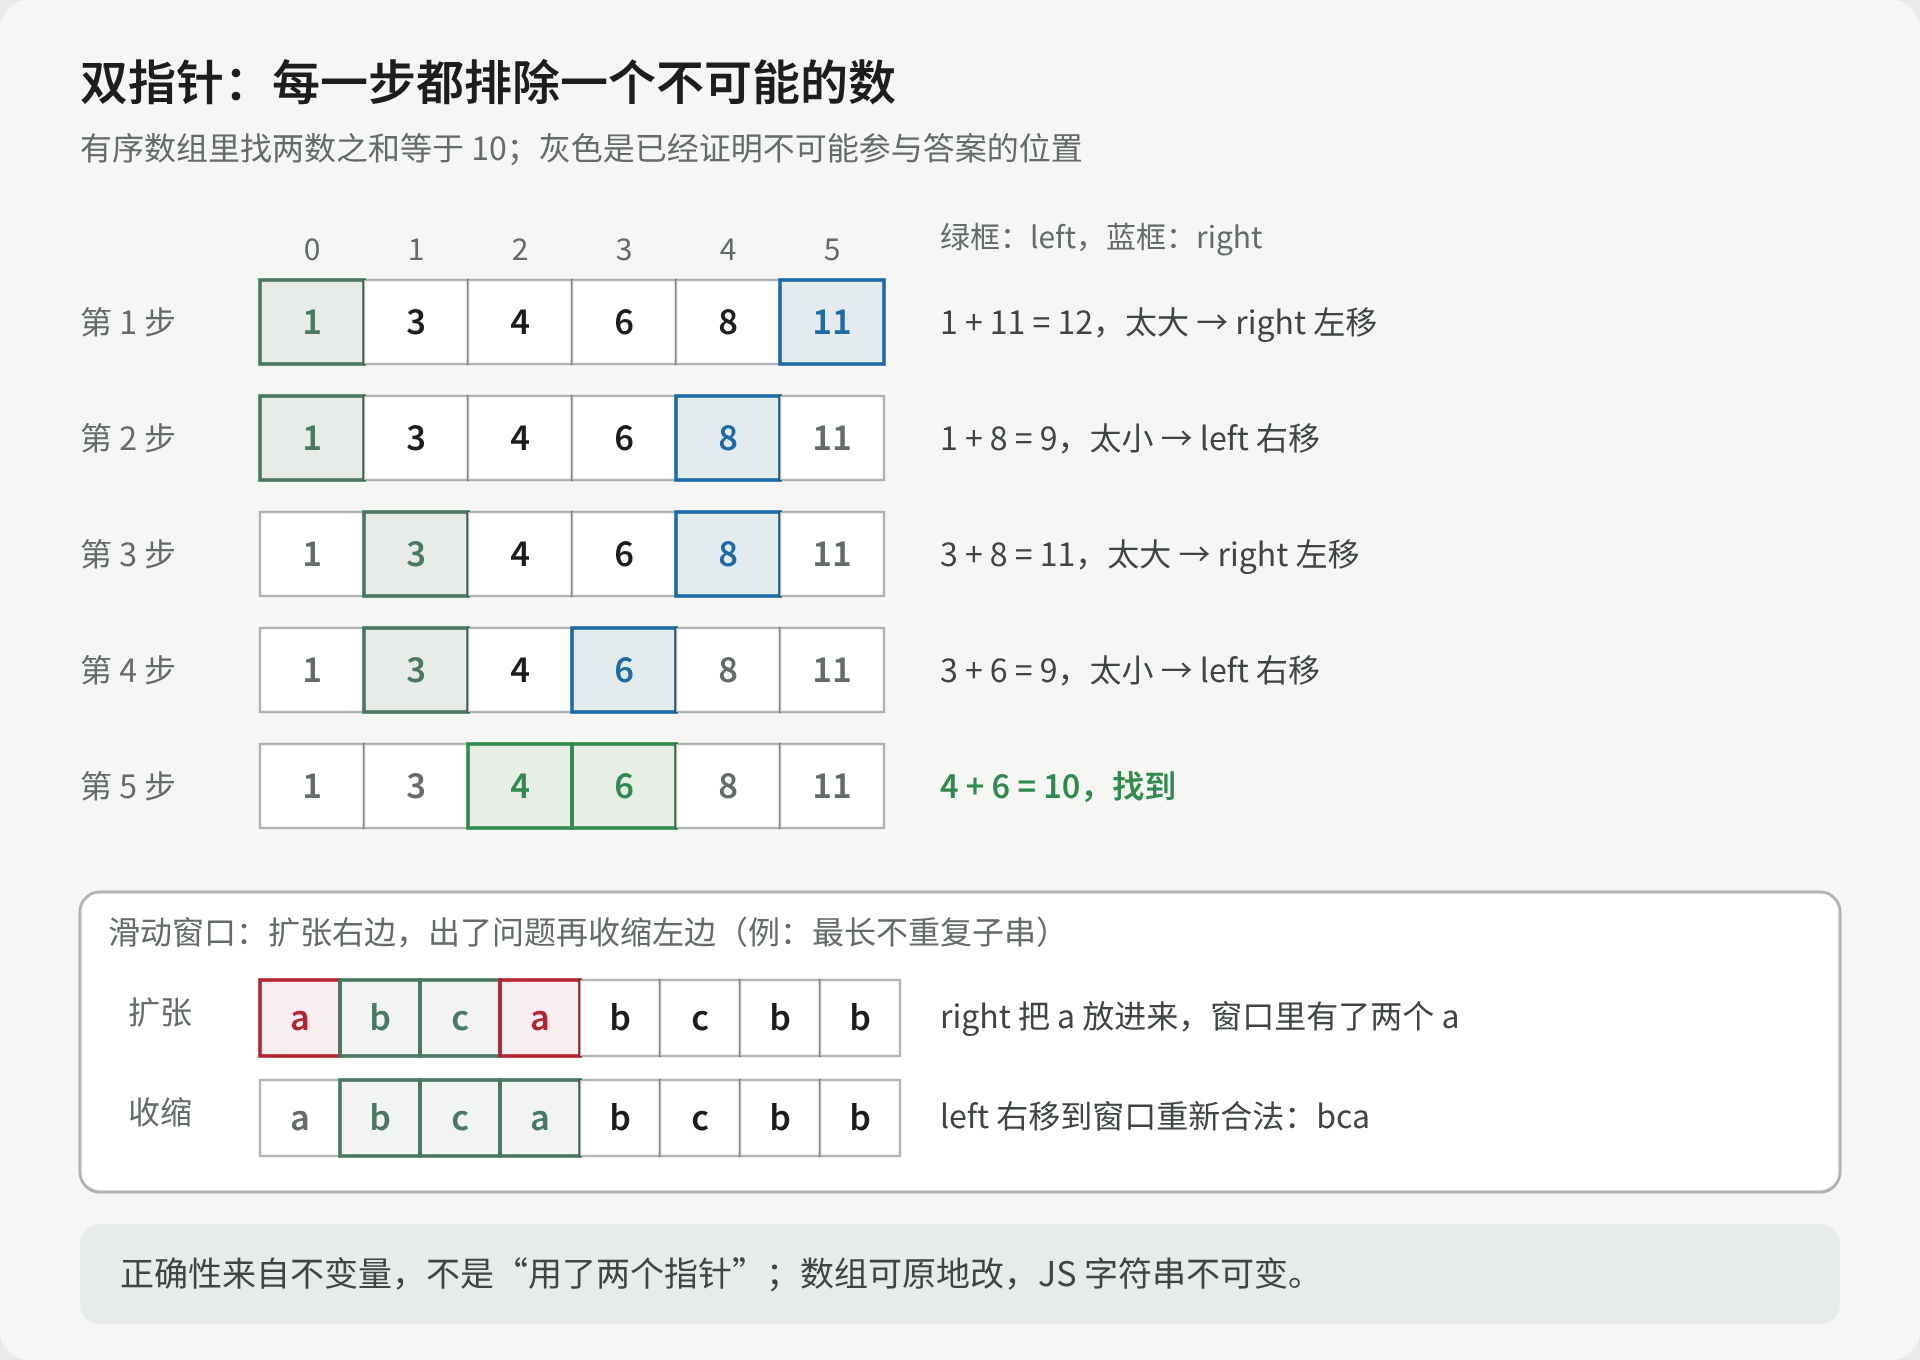 双指针：每一步都排除一个不可能的数
有序数组里找两数之和等于 10；灰色是已经证明不可能参与答案的位置
0 1 2 3 4 5 绿框：left，蓝框：right
第 1 步 1 3 4 6 8 11 1 + 11 = 12，太大 → right 左移
第 2 步 1 3 4 6 8 11 1 + 8 = 9，太小 → left 右移
第 3 步 1 3 4 6 8 11 3 + 8 = 11，太大 → right 左移
第 4 步 1 3 4 6 8 11 3 + 6 = 9，太小 → left 右移
第 5 步 1 3 4 6 8 11 4 + 6 = 10，找到
滑动窗口：扩张右边，出了问题再收缩左边（例：最长不重复子串）
扩张 a b c a b c b b right 把 a 放进来，窗口里有了两个 a
收缩 a b c a b c b b left 右移到窗口重新合法：bca
正确性来自不变量，不是“用了两个指针”；数组可原地改，JS 字符串不可变。